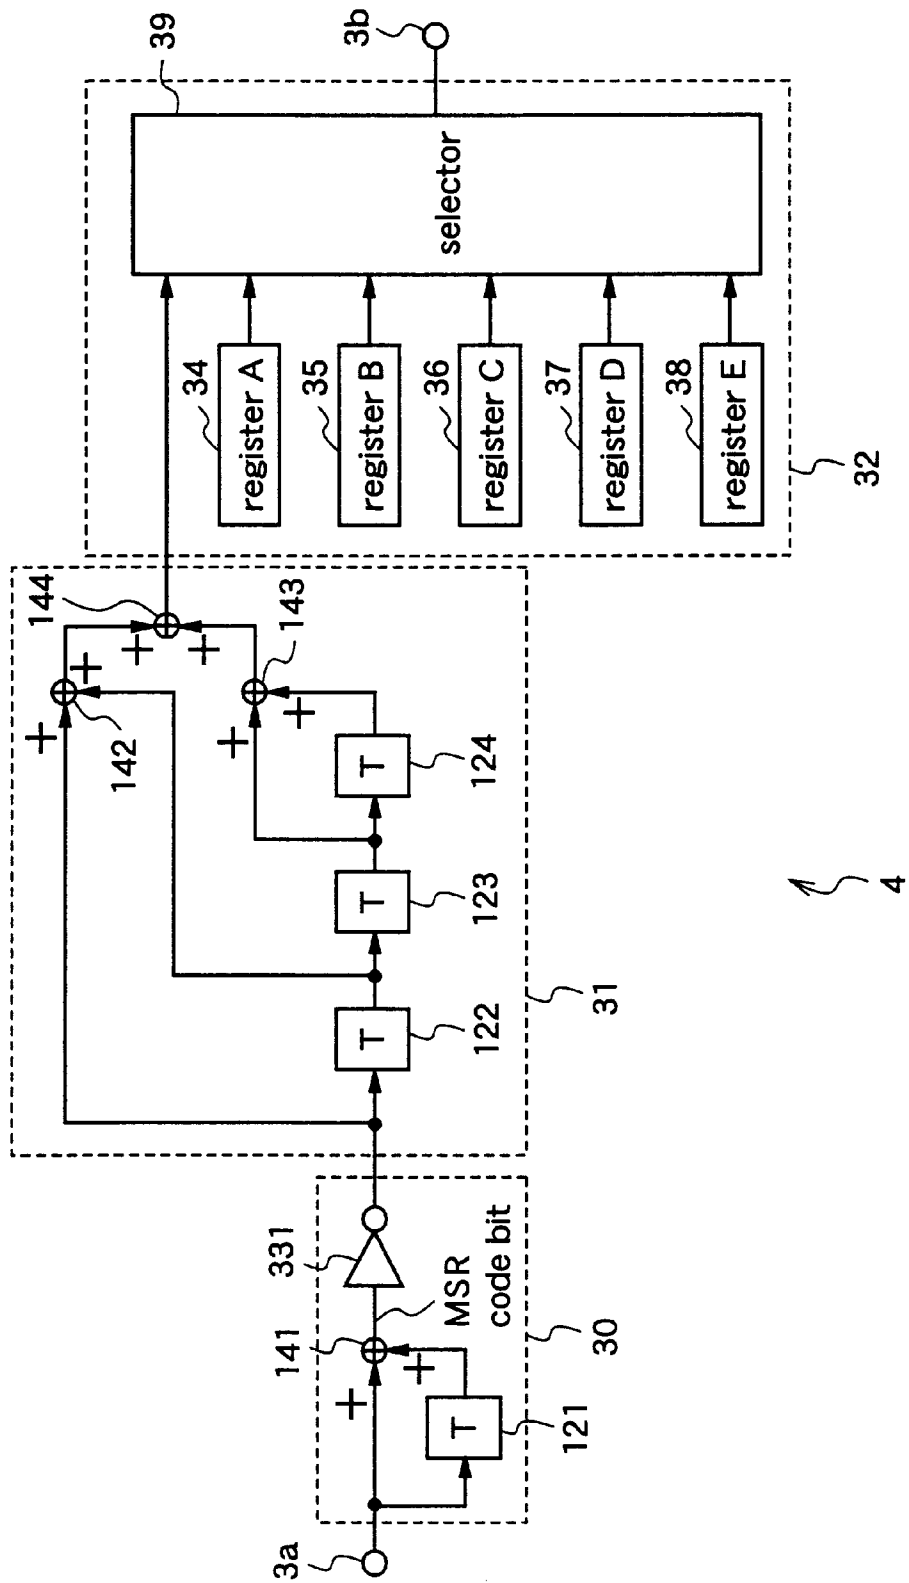 39
3b
selector
34
register A
35
register B
36
register C
37
register D
38
register E
32
144
+
+
+
+
142
143
+
+
T
124
T
123
T
122
31
331
MSR
code bit
141
+
+
T
121
30
3a
4